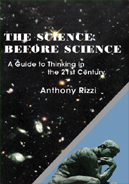 THE SCIENCE
BEFORE SCIENCE
A Guide to Thinking in
the 21st Century
Anthony Rizzi